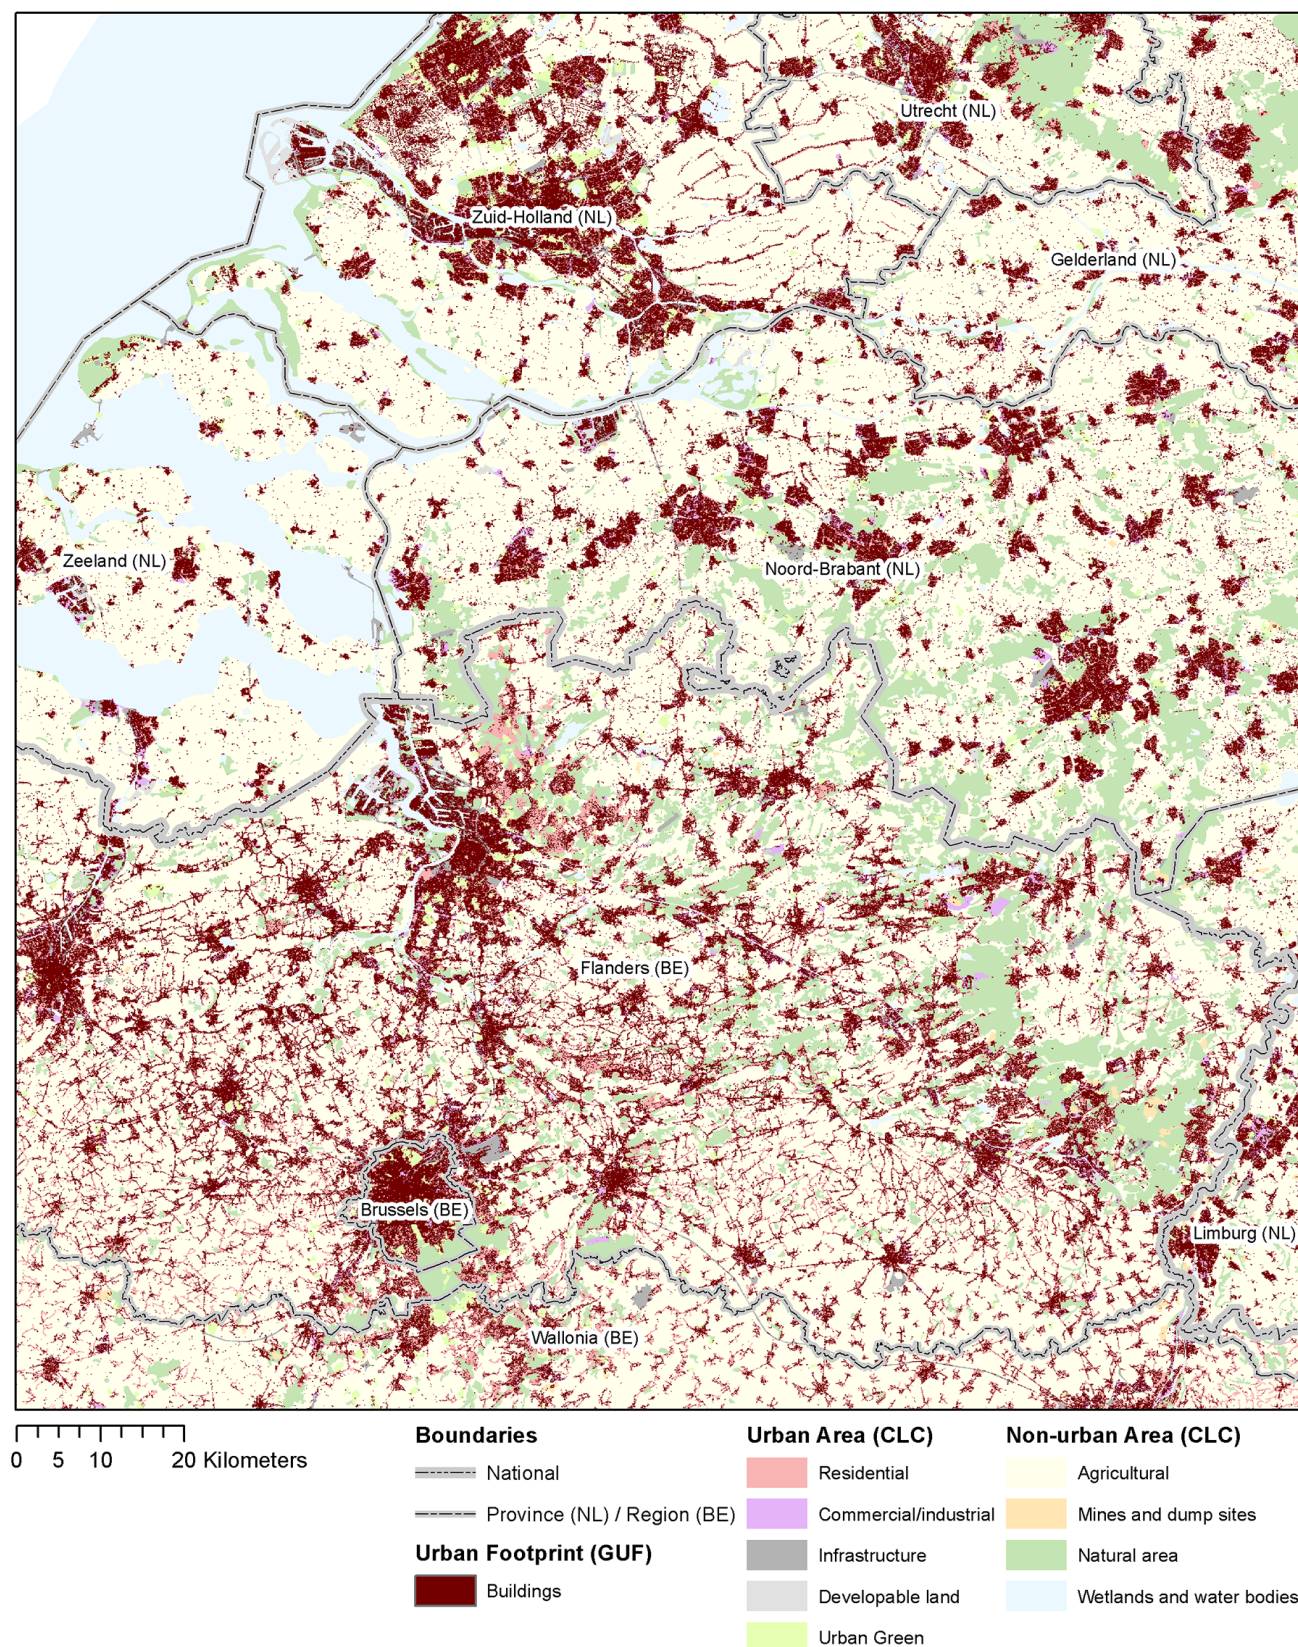 Utrecht (NL)
Zuid-Holland (NL)
Gelderland (NL)
Zeeland (NL)
Noord-Brabant (NL)
Flanders (BE)
Brussels (BE)
Limburg (NL)
Wallonia (BE)
0 5 10 20 Kilometers
Boundaries
National
Province (NL) / Region (BE)
Urban Footprint (GUF)
Buildings
Urban Area (CLC)
Residential
Commercial/industrial
Infrastructure
Developable land
Urban Green
Non-urban Area (CLC)
Agricultural
Mines and dump sites
Natural area
Wetlands and water bodies